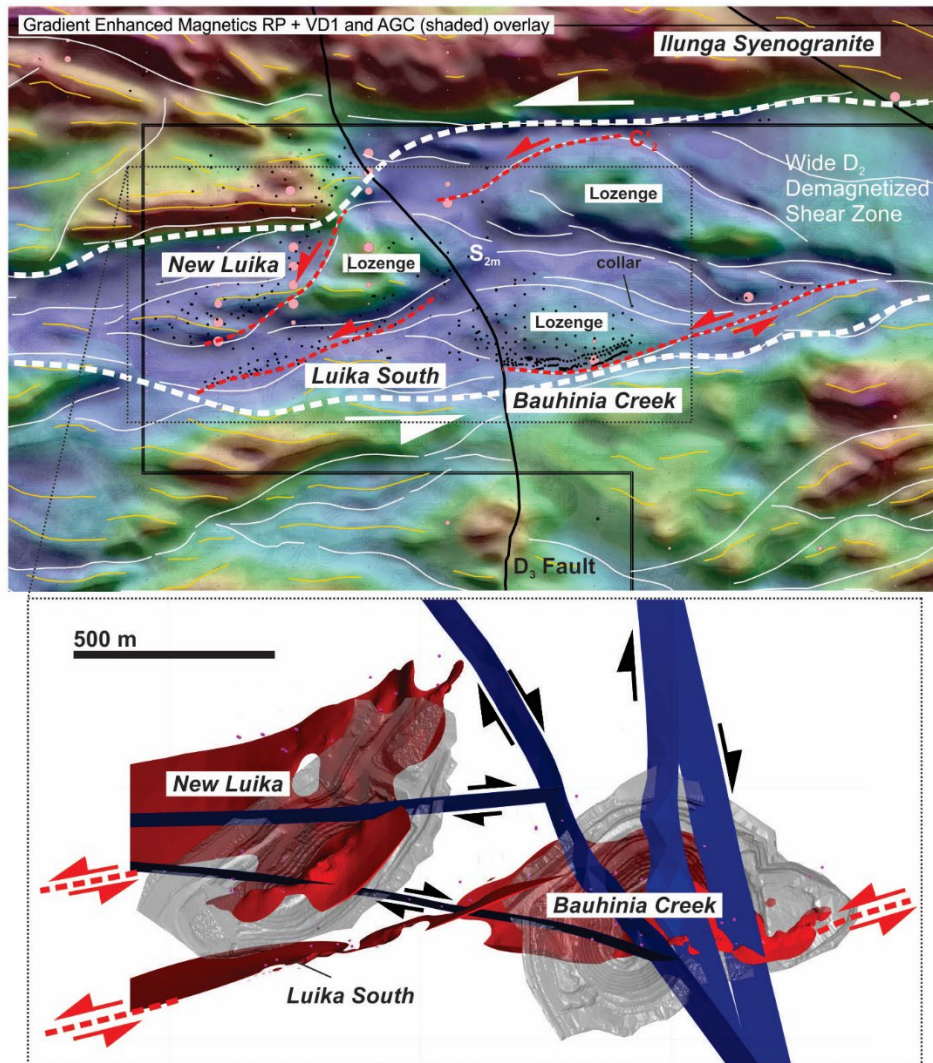 Gradient Enhanced Magnetics RP + VD1 and AGC (shaded) overlay
Ilunga Syenogranite
C'2
Wide D2
Demagnetized
Shear Zone
Lozenge
New Luika
Lozenge
S2m
collar
Lozenge
Luika South
Bauhinia Creek
D3 Fault
500 m
New Luika
Bauhinia Creek
Luika South